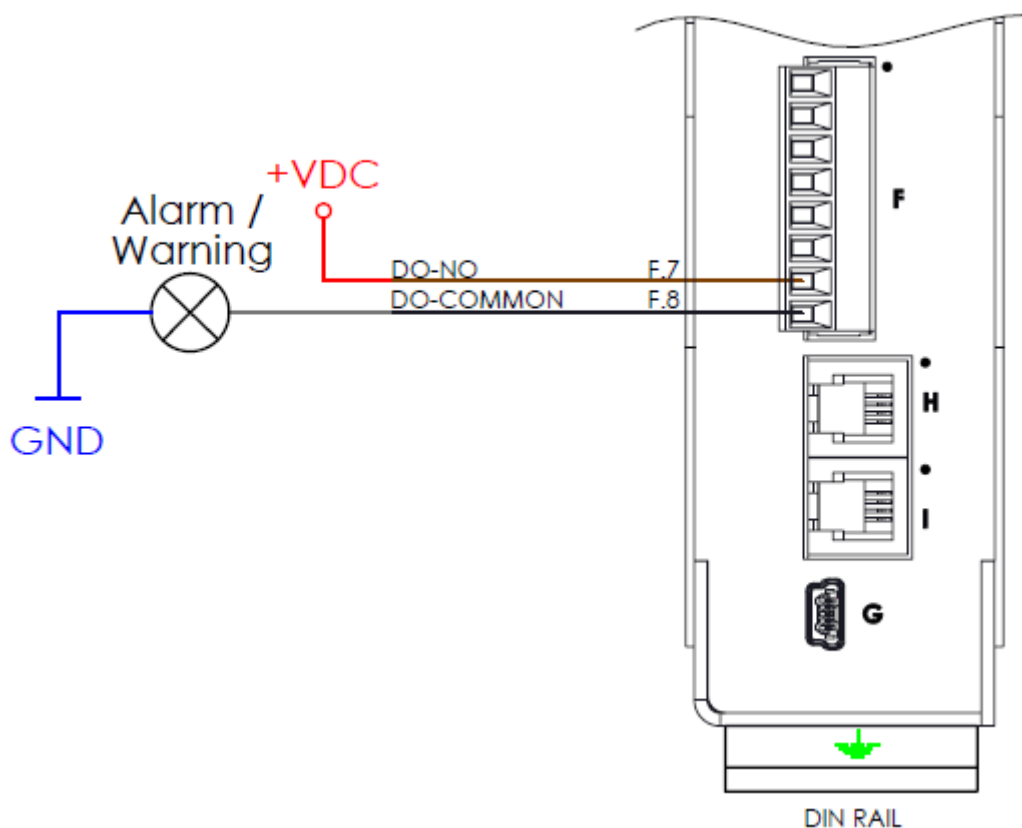 +VDC
Alarm /
Warning
DO-NO F.7
DO-COMMON F.8
GND
F
H
I
G
DIN RAIL